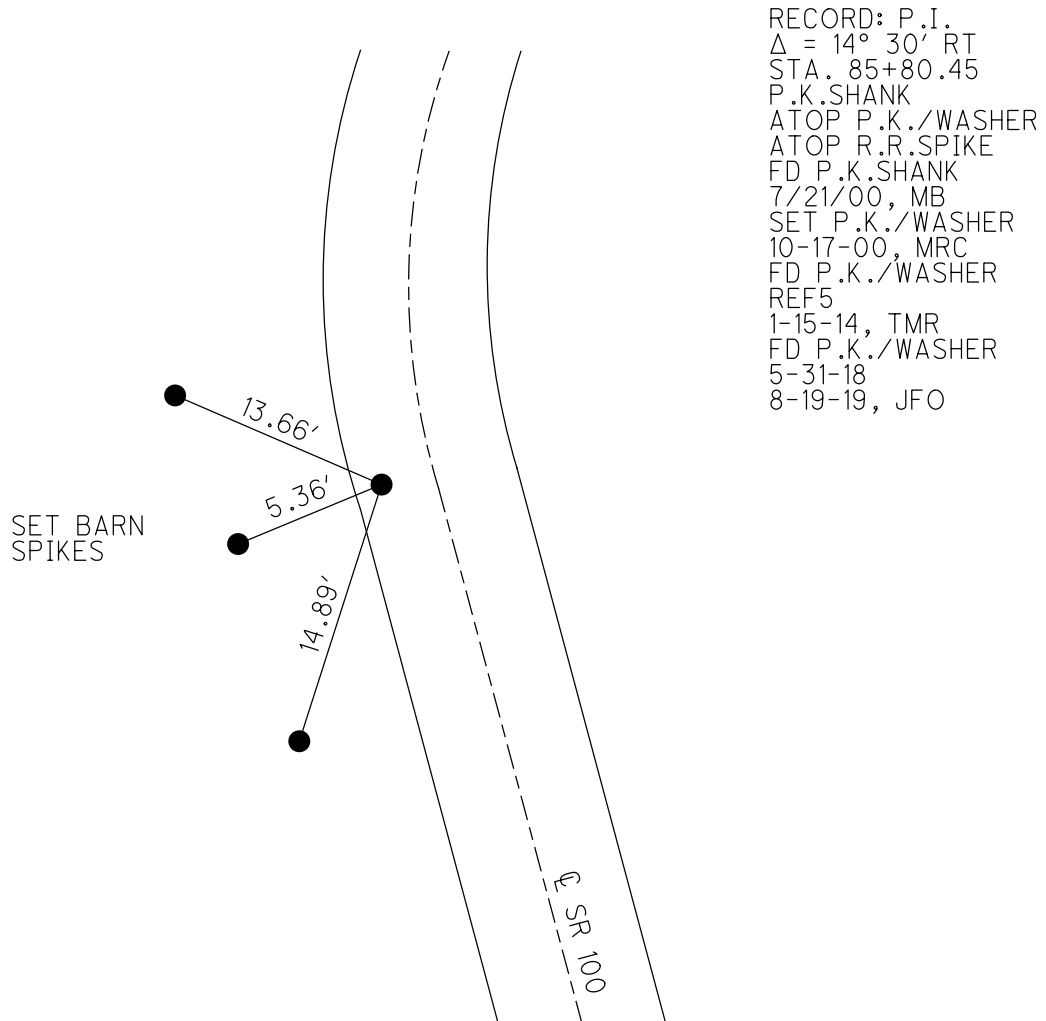 RECORD: P.I.
Δ = 14° 30' RT
STA. 85+80.45
P.K.SHANK
ATOP P.K./WASHER
ATOP R.R.SPIKE
FD P.K.SHANK
7/21/00, MB
SET P.K./WASHER
10-17-00, MRC
FD P.K./WASHER
REF5
1-15-14, TMR
FD P.K./WASHER
5-31-18
8-19-19, JFO
13.66'
5.36'
SET BARN
SPIKES
14.89'
℄ SR 100